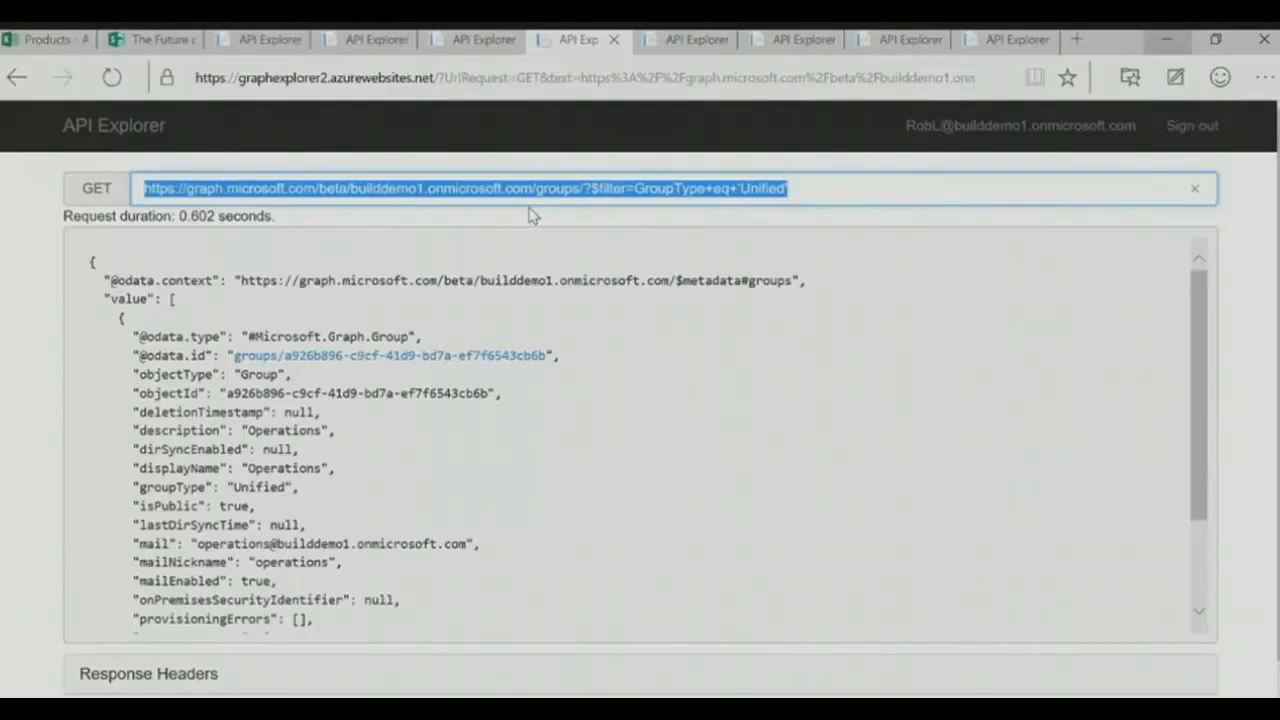 Products - A
The Future c
API Explorer
API Explorer
API Explorer
API Exp
API Explorer
API Explorer
API Explorer
API Explorer
https://graphexplorer2.azurewebsites.net/?UrlRequest=GET&text=https%3A%2F%2Fgraph.microsoft.com%2Fbeta%2Fbuilddemo1.onm
API Explorer
RobL@builddemo1.onmicrosoft.com
Sign out
GET
https://graph.microsoft.com/beta/builddemo1.onmicrosoft.com/groups/?$filter=GroupType+eq+'Unified'
Request duration: 0.602 seconds.
{
"@odata.context": "https://graph.microsoft.com/beta/builddemo1.onmicrosoft.com/$metadata#groups",
"value": [
{
"@odata.type": "#Microsoft.Graph.Group",
"@odata.id": "groups/a926b896-c9cf-41d9-bd7a-ef7f6543cb6b",
"objectType": "Group",
"objectId": "a926b896-c9cf-41d9-bd7a-ef7f6543cb6b",
"deletionTimestamp": null,
"description": "Operations",
"dirSyncEnabled": null,
"displayName": "Operations",
"groupType": "Unified",
"isPublic": true,
"lastDirSyncTime": null,
"mail": "operations@builddemo1.onmicrosoft.com",
"mailNickname": "operations",
"mailEnabled": true,
"onPremisesSecurityIdentifier": null,
"provisioningErrors": [],
Response Headers